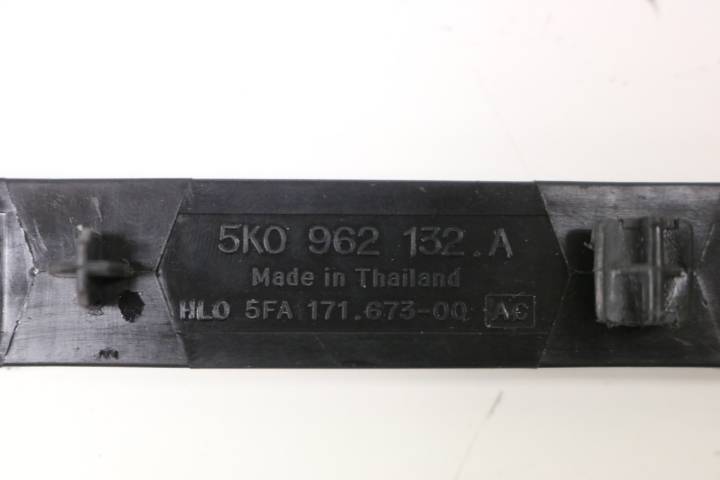 5K0 962 132.A
Made in Thailand
HLO 5FA 171.673-00 AC